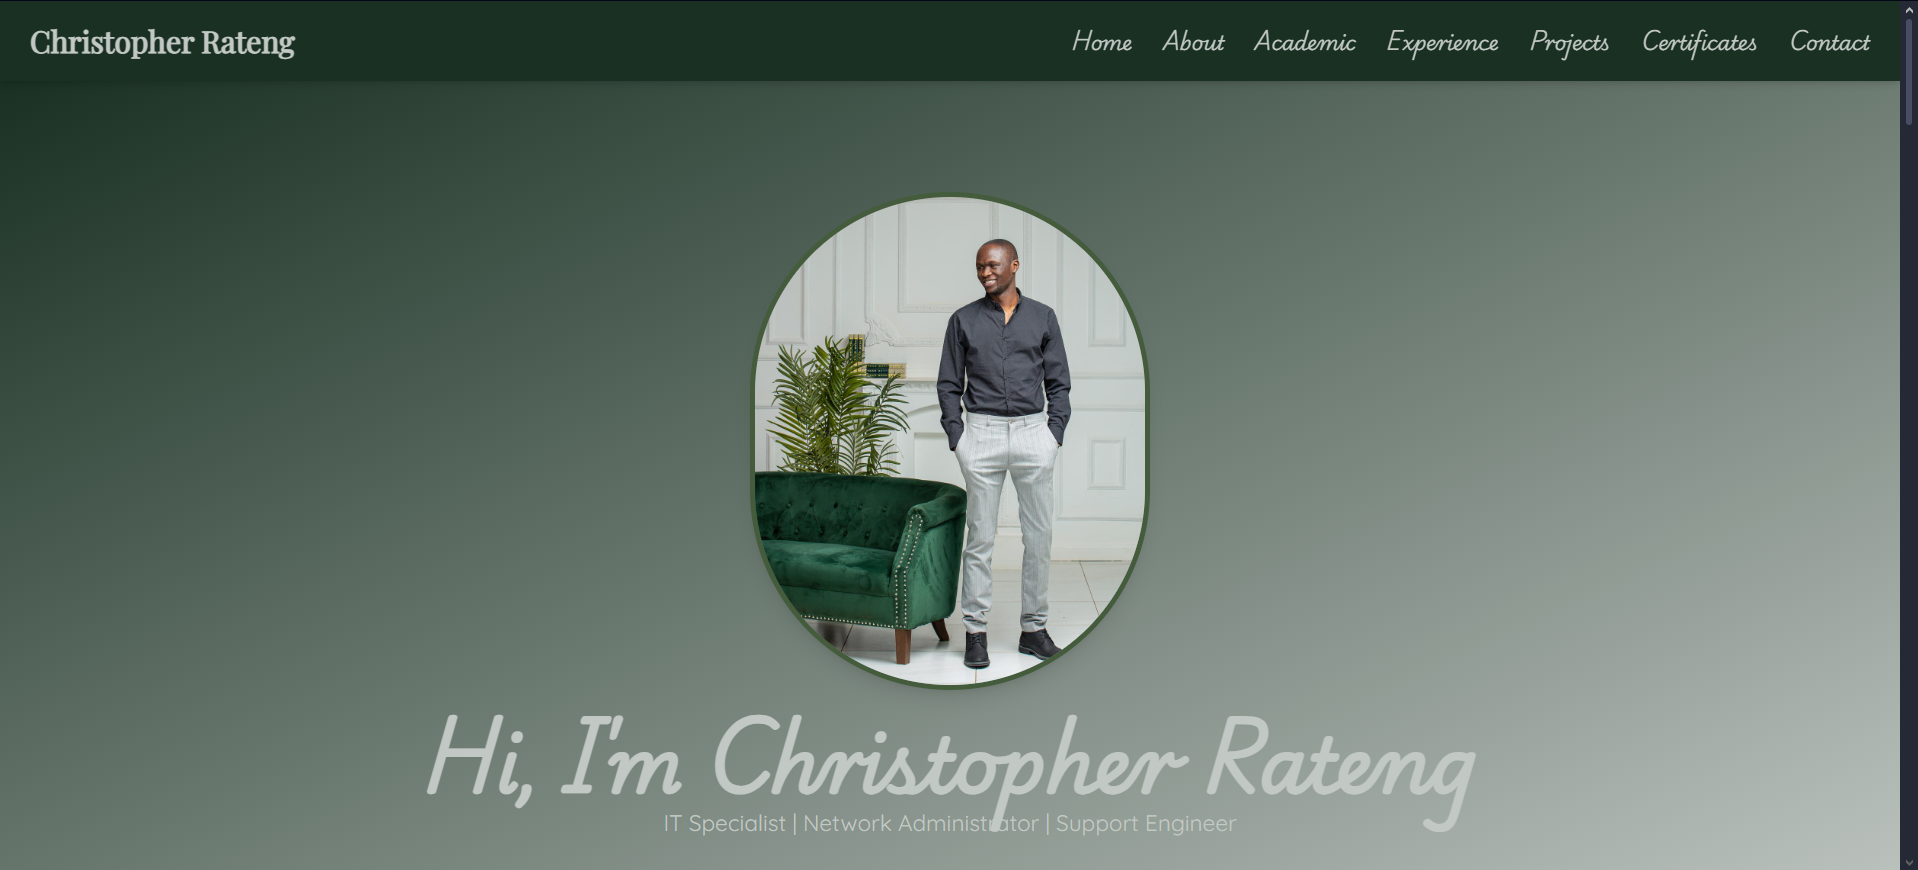 Christopher Rateng
Home About Academic Experience Projects Certificates Contact
Hi, I'm Christopher Rateng
IT Specialist | Network Administrator | Support Engineer